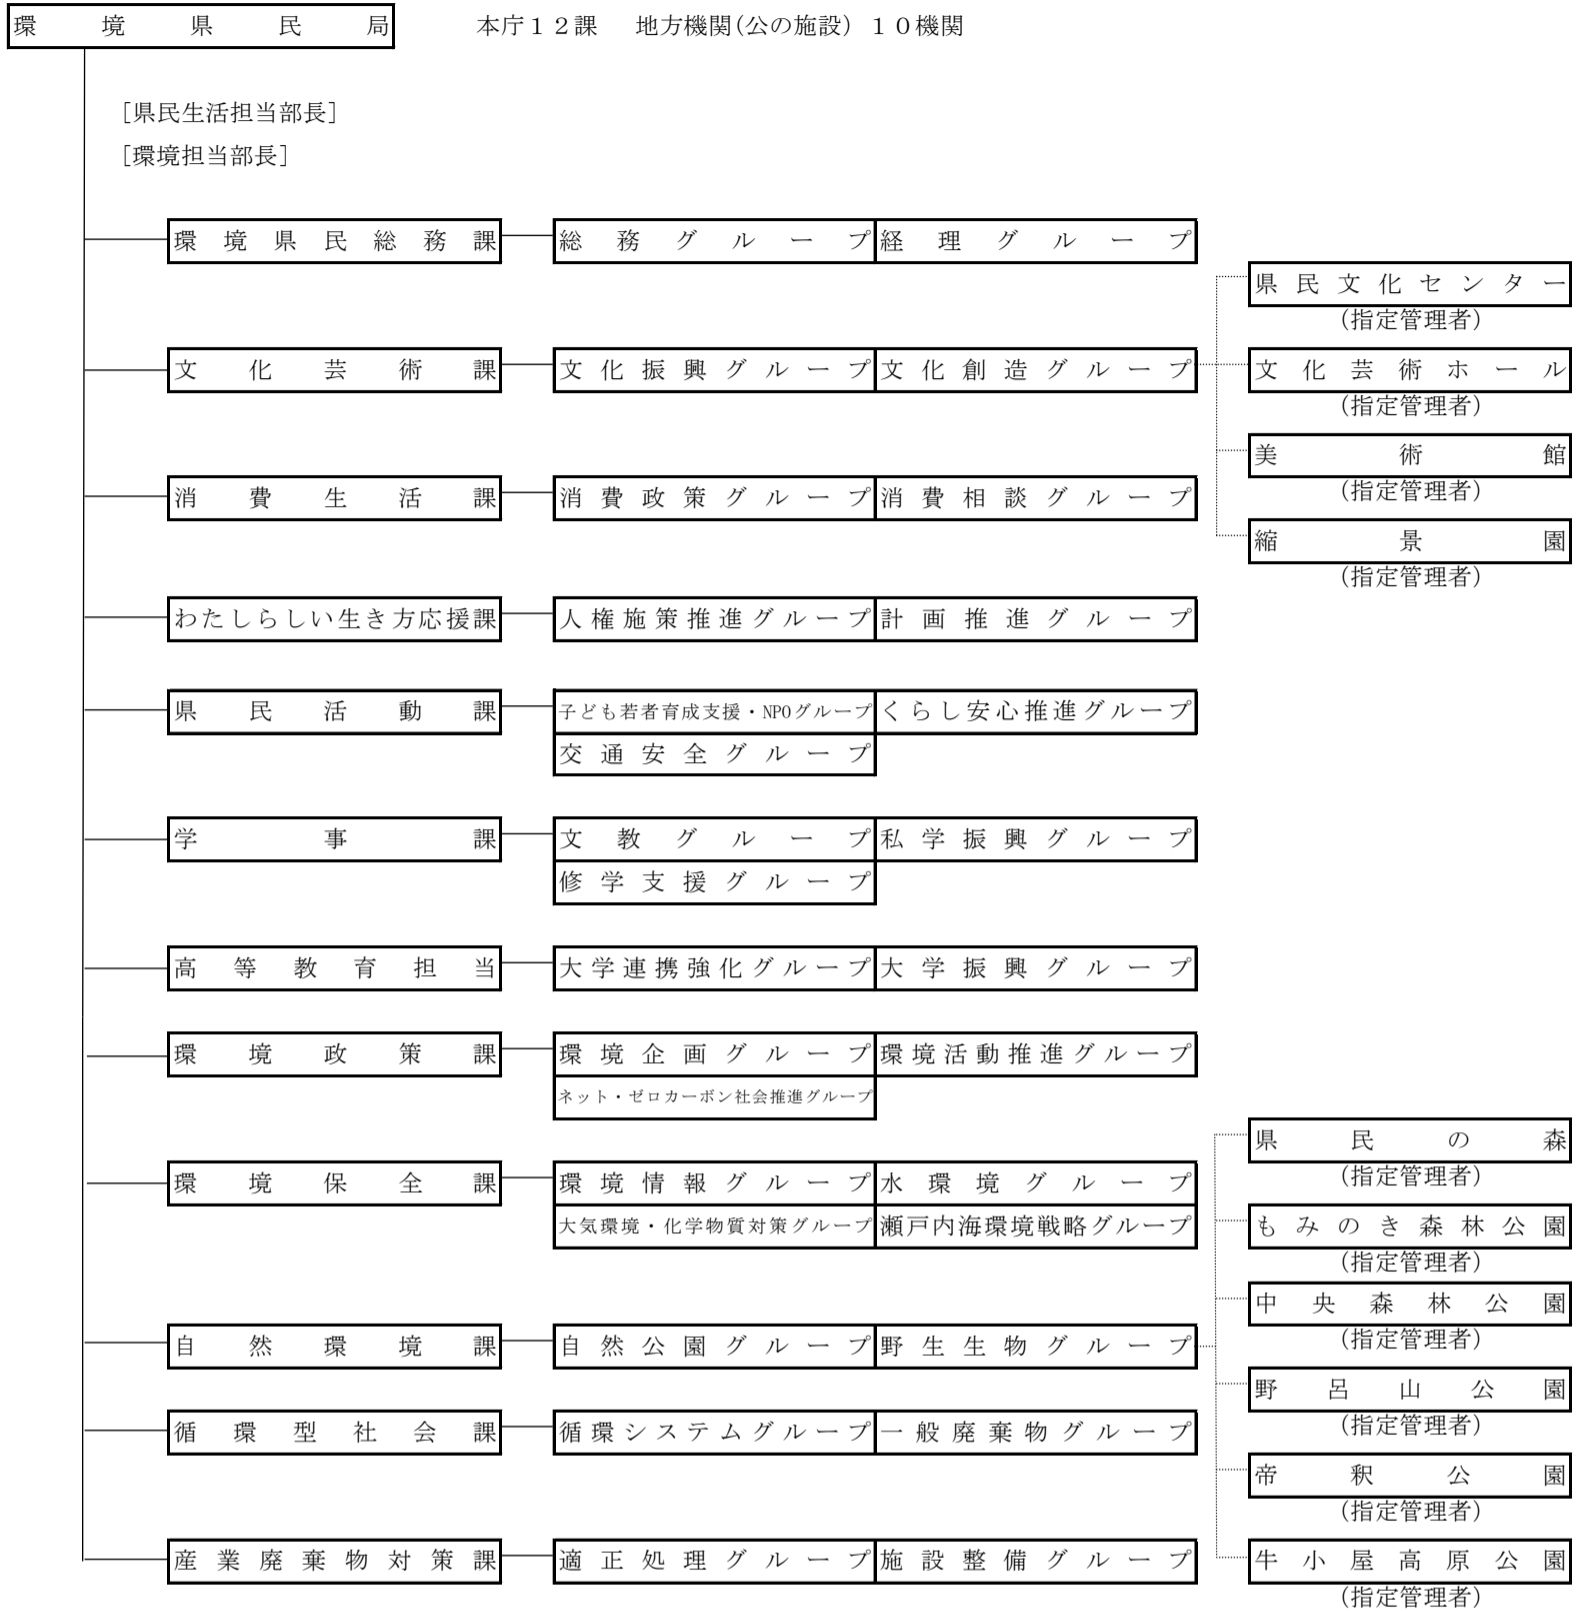 環境県民局　本庁１２課　地方機関(公の施設) １０機関
[県民生活担当部長]
[環境担当部長]
環境県民総務課 総務グループ 経理グループ
県民文化センター
(指定管理者)
文化芸術課 文化振興グループ 文化創造グループ 文化芸術ホール
(指定管理者)
美術館
(指定管理者)
消費生活課 消費政策グループ 消費相談グループ
縮景園
(指定管理者)
わたしらしい生き方応援課 人権施策推進グループ 計画推進グループ
県民活動課 子ども若者育成支援・NPOグループ くらし安心推進グループ
交通安全グループ
学事課 文教グループ 私学振興グループ
修学支援グループ
高等教育担当 大学連携強化グループ 大学振興グループ
環境政策課 環境企画グループ 環境活動推進グループ
ネット・ゼロカーボン社会推進グループ
県民の森
(指定管理者)
環境保全課 環境情報グループ 水環境グループ
大気環境・化学物質対策グループ 瀬戸内海環境戦略グループ もみのき森林公園
(指定管理者)
中央森林公園
(指定管理者)
自然環境課 自然公園グループ 野生生物グループ
野呂山公園
(指定管理者)
循環型社会課 循環システムグループ 一般廃棄物グループ
帝釈公園
(指定管理者)
産業廃棄物対策課 適正処理グループ 施設整備グループ 牛小屋高原公園
(指定管理者)